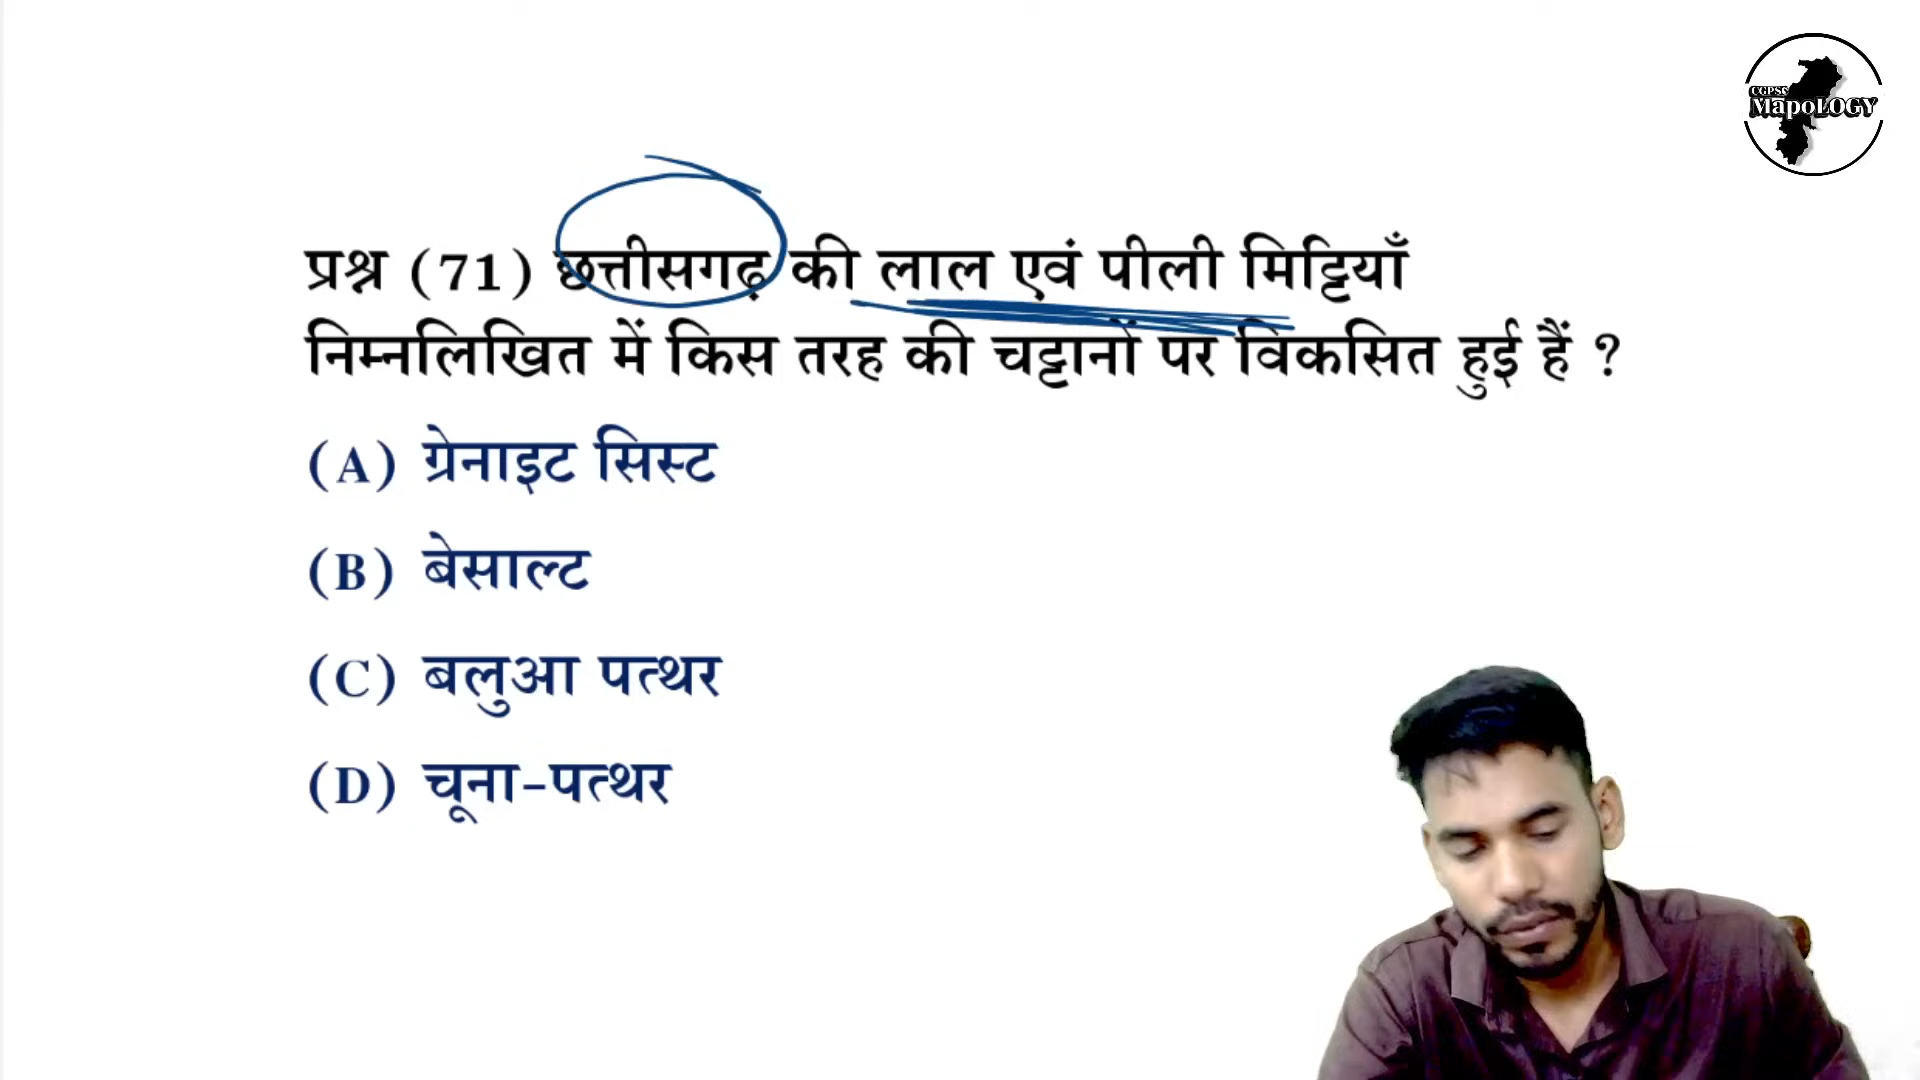 CGPSC
MapoLOGY
प्रश्न (71) छत्तीसगढ़ की लाल एवं पीली मिट्टियाँ
निम्नलिखित में किस तरह की चट्टानों पर विकसित हुई हैं ?
(A) ग्रेनाइट सिस्ट
(B) बेसाल्ट
(C) बलुआ पत्थर
(D) चूना-पत्थर